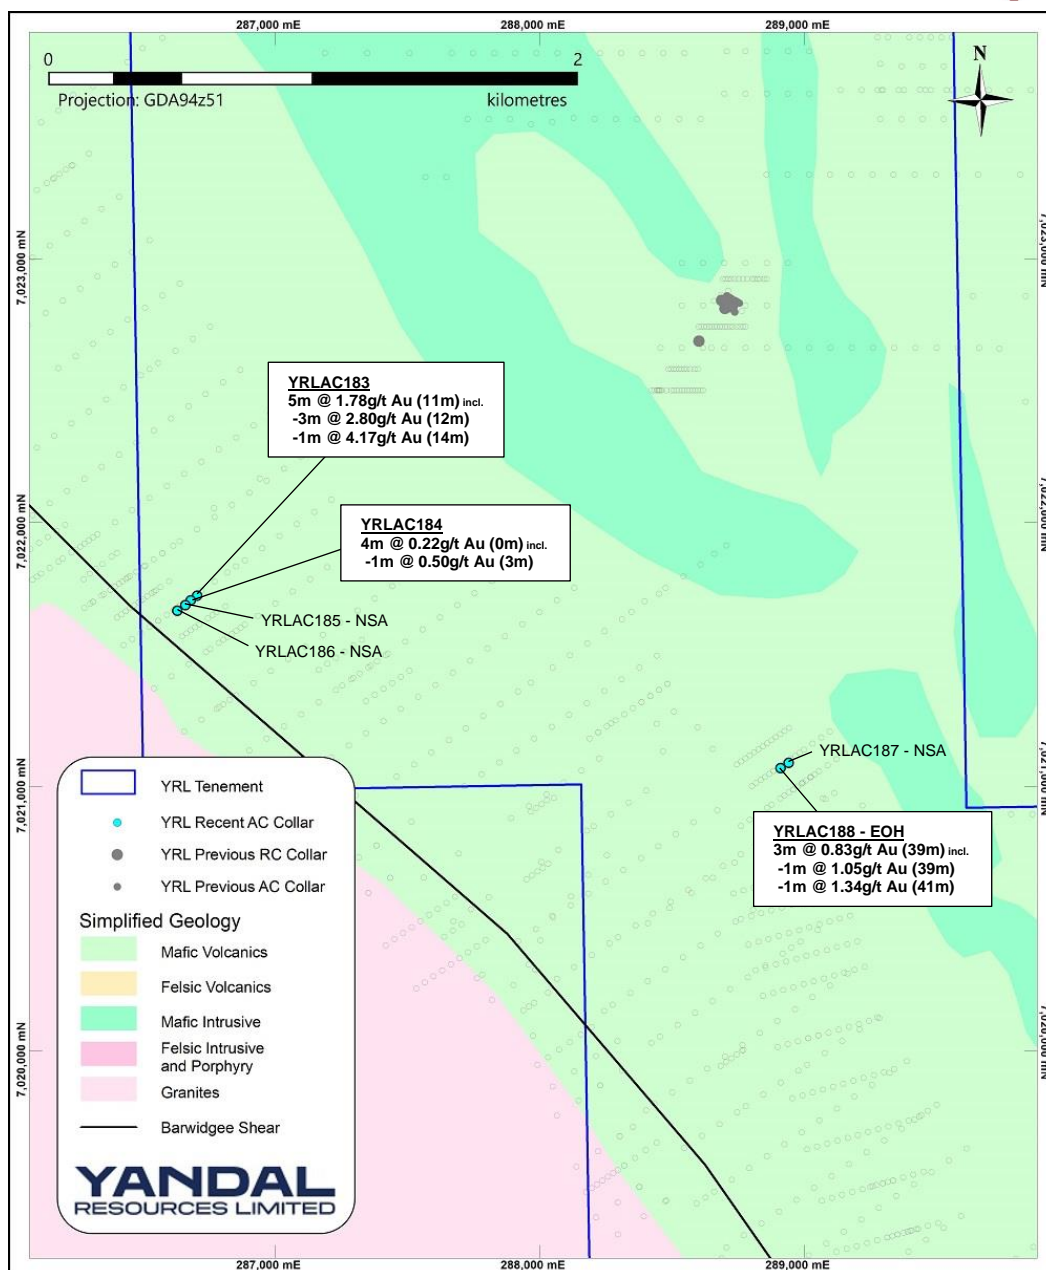 287,000 mE
288,000 mE
289,000 mE
0
2
Projection: GDA94z51
kilometres
N
7,023,000 mN
7,023,000 mN
YRLAC183
5m @ 1.78g/t Au (11m) incl.
-3m @ 2.80g/t Au (12m)
-1m @ 4.17g/t Au (14m)
7,022,000 mN
7,022,000 mN
YRLAC184
4m @ 0.22g/t Au (0m) incl.
-1m @ 0.50g/t Au (3m)
YRLAC185 - NSA
YRLAC186 - NSA
YRLAC187 - NSA
7,021,000 mN
7,021,000 mN
YRLAC188 - EOH
3m @ 0.83g/t Au (39m) incl.
-1m @ 1.05g/t Au (39m)
-1m @ 1.34g/t Au (41m)
YRL Tenement
YRL Recent AC Collar
YRL Previous RC Collar
YRL Previous AC Collar
Simplified Geology
Mafic Volcanics
Felsic Volcanics
Mafic Intrusive
Felsic Intrusive
and Porphyry
Granites
Barwidgee Shear
YANDAL
RESOURCES LIMITED
7,020,000 mN
287,000 mE
288,000 mE
289,000 mE